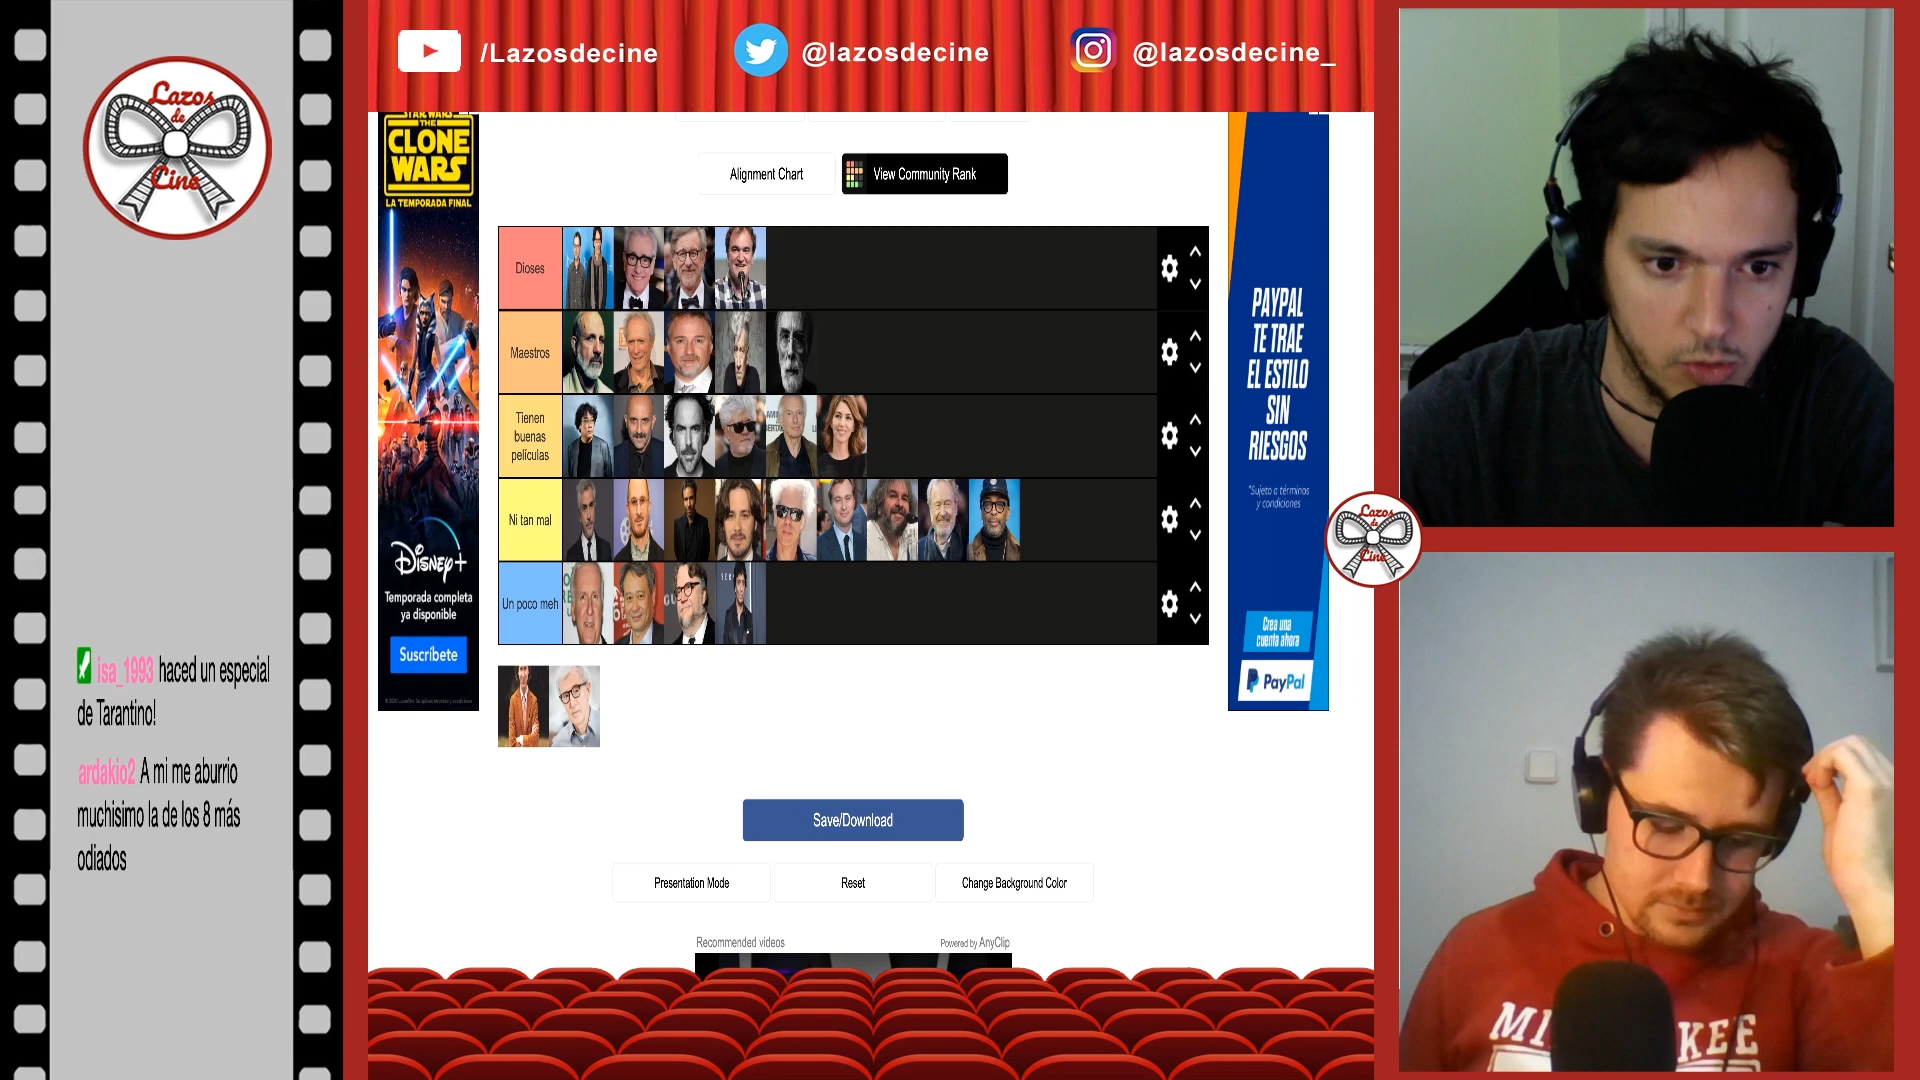 Lazos
de
Cine
isa_1993 haced un especial
de Tarantino!
ardakio2 A mi me aburrio
muchisimo la de los 8 más
odiados
/Lazosdecine
@lazosdecine
@lazosdecine_
STAR WARS
THE
CLONE
WARS
LA TEMPORADA FINAL
Disney+
Temporada completa
ya disponible
Suscríbete
Alignment Chart
View Community Rank
Dioses
Maestros
Tienen
buenas
películas
Ni tan mal
Un poco meh
Save/Download
Presentation Mode
Reset
Change Background Color
Recommended videos
Powered by AnyClip
PAYPAL
TE TRAE
EL ESTILO
SIN
RIESGOS
*Sujeto a términos
y condiciones
Crea una
cuenta ahora
PayPal
Lazos
de
Cine